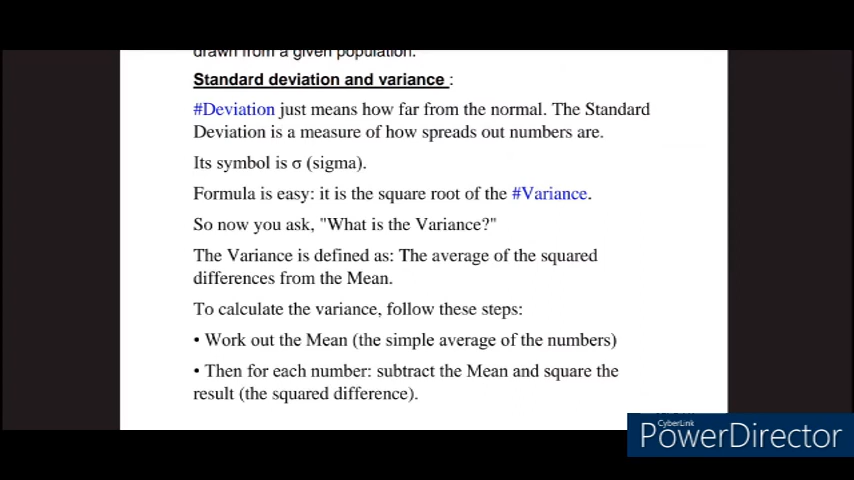 drawn from a given population.
Standard deviation and variance :
#Deviation just means how far from the normal. The Standard
Deviation is a measure of how spreads out numbers are.
Its symbol is σ (sigma).
Formula is easy: it is the square root of the #Variance.
So now you ask, "What is the Variance?"
The Variance is defined as: The average of the squared
differences from the Mean.
To calculate the variance, follow these steps:
• Work out the Mean (the simple average of the numbers)
• Then for each number: subtract the Mean and square the
result (the squared difference).
CyberLink
PowerDirector